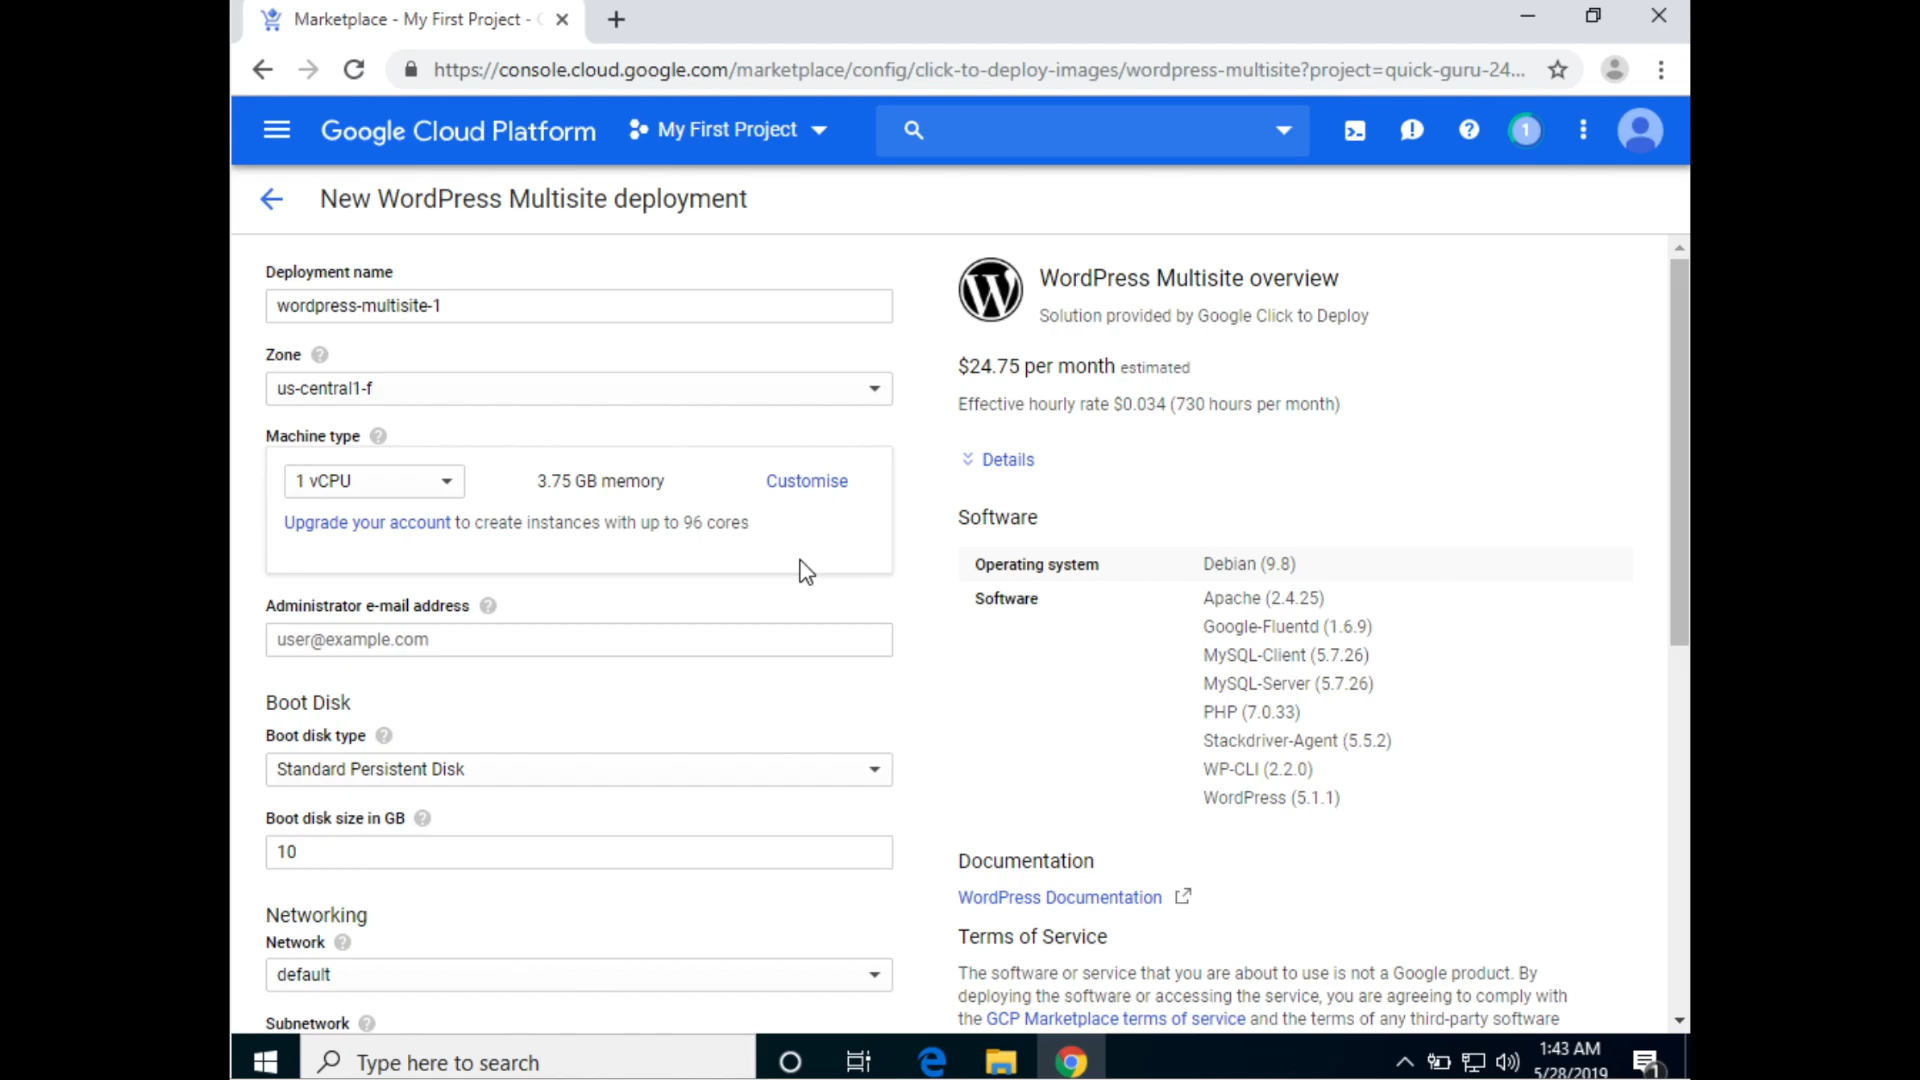 Marketplace - My First Project -
https://console.cloud.google.com/marketplace/config/click-to-deploy-images/wordpress-multisite?project=quick-guru-24...
Google Cloud Platform
My First Project
1
New WordPress Multisite deployment
Deployment name
wordpress-multisite-1
Zone
us-central1-f
Machine type
1 vCPU
3.75 GB memory
Customise
Upgrade your account to create instances with up to 96 cores
Administrator e-mail address
user@example.com
Boot Disk
Boot disk type
Standard Persistent Disk
Boot disk size in GB
10
Networking
Network
default
Subnetwork
WordPress Multisite overview
Solution provided by Google Click to Deploy
$24.75 per month estimated
Effective hourly rate $0.034 (730 hours per month)
Details
Software
Operating system
Debian (9.8)
Software
Apache (2.4.25)
Google-Fluentd (1.6.9)
MySQL-Client (5.7.26)
MySQL-Server (5.7.26)
PHP (7.0.33)
Stackdriver-Agent (5.5.2)
WP-CLI (2.2.0)
WordPress (5.1.1)
Documentation
WordPress Documentation
Terms of Service
The software or service that you are about to use is not a Google product. By
deploying the software or accessing the service, you are agreeing to comply with
the GCP Marketplace terms of service and the terms of any third-party software
Type here to search
1:43 AM
5/28/2019
1